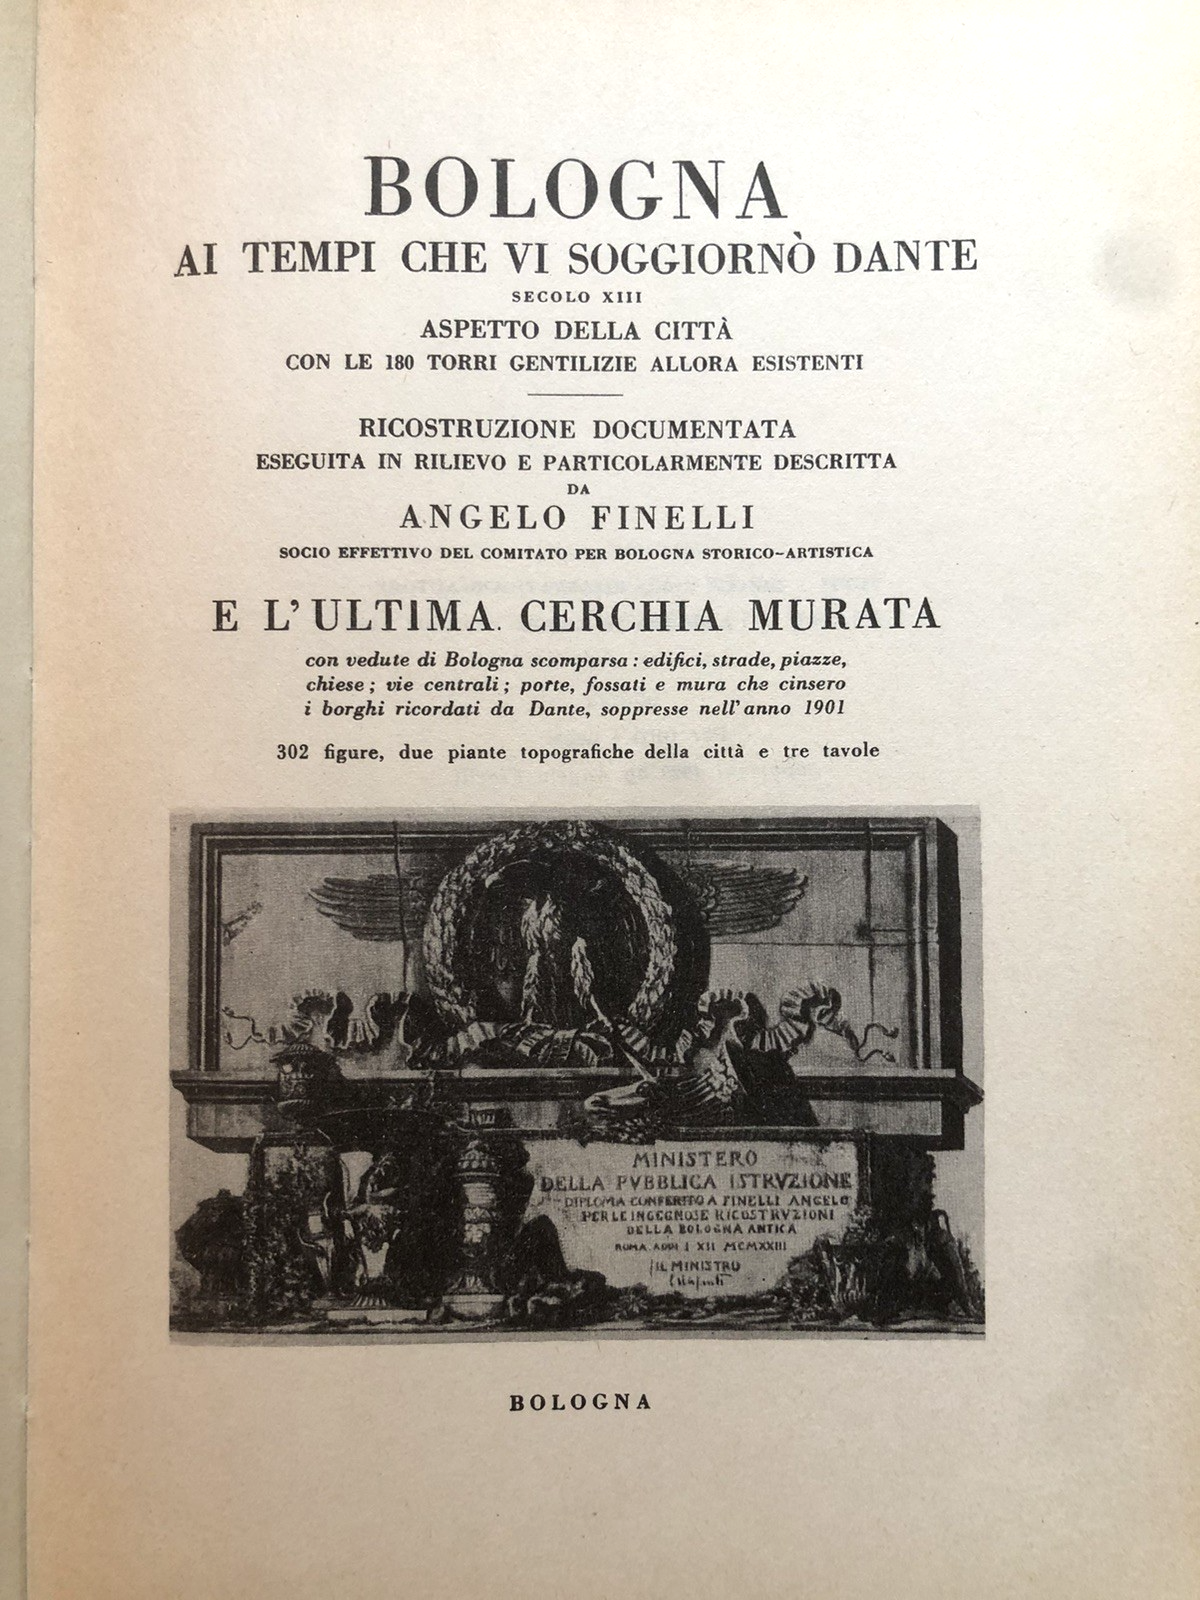 BOLOGNA
AI TEMPI CHE VI SOGGIORNÒ DANTE
SECOLO XIII
ASPETTO DELLA CITTÀ
CON LE 180 TORRI GENTILIZIE ALLORA ESISTENTI
RICOSTRUZIONE DOCUMENTATA
ESEGUITA IN RILIEVO E PARTICOLARMENTE DESCRITTA
DA
ANGELO FINELLI
SOCIO EFFETTIVO DEL COMITATO PER BOLOGNA STORICO-ARTISTICA
E L'ULTIMA CERCHIA MURATA
con vedute di Bologna scomparsa: edifici, strade, piazze,
chiese; vie centrali; porte, fossati e mura che cinsero
i borghi ricordati da Dante, soppresse nell'anno 1901
302 figure, due piante topografiche della città e tre tavole
MINISTERO
DELLA PVBBLICA ISTRVZIONE
DIPLOMA CONFERITO A FINELLI ANGELO
PER LE INGEGNOSE RICOSTRVZIONI
DELLA BOLOGNA ANTICA
ROMA ADDI I XII MCMXXIII
IL MINISTRO
BOLOGNA